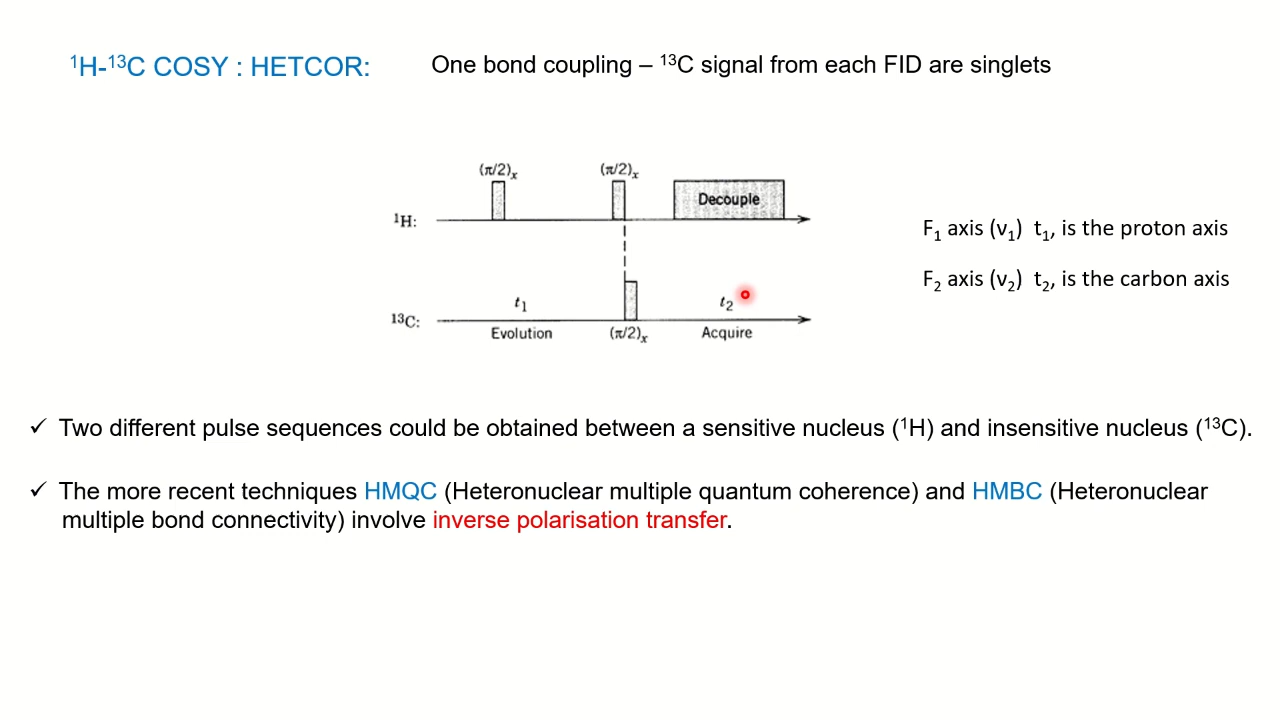 ¹H-¹³C COSY : HETCOR:
One bond coupling – ¹³C signal from each FID are singlets
(π/2)ₓ
(π/2)ₓ
Decouple
¹H:
F₁ axis (ν₁) t₁, is the proton axis
F₂ axis (ν₂) t₂, is the carbon axis
t₁
t₂
¹³C:
Evolution
(π/2)ₓ
Acquire
✓ Two different pulse sequences could be obtained between a sensitive nucleus (¹H) and insensitive nucleus (¹³C).
✓ The more recent techniques HMQC (Heteronuclear multiple quantum coherence) and HMBC (Heteronuclear
multiple bond connectivity) involve inverse polarisation transfer.